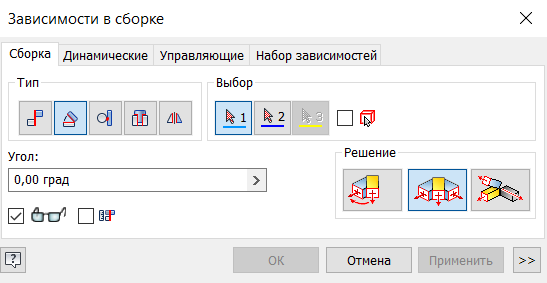 Зависимости в сборке
Сборка Динамические Управляющие Набор зависимостей
Тип Выбор
1 2 3
Угол: Решение
0,00 град
? ОК Отмена Применить >>